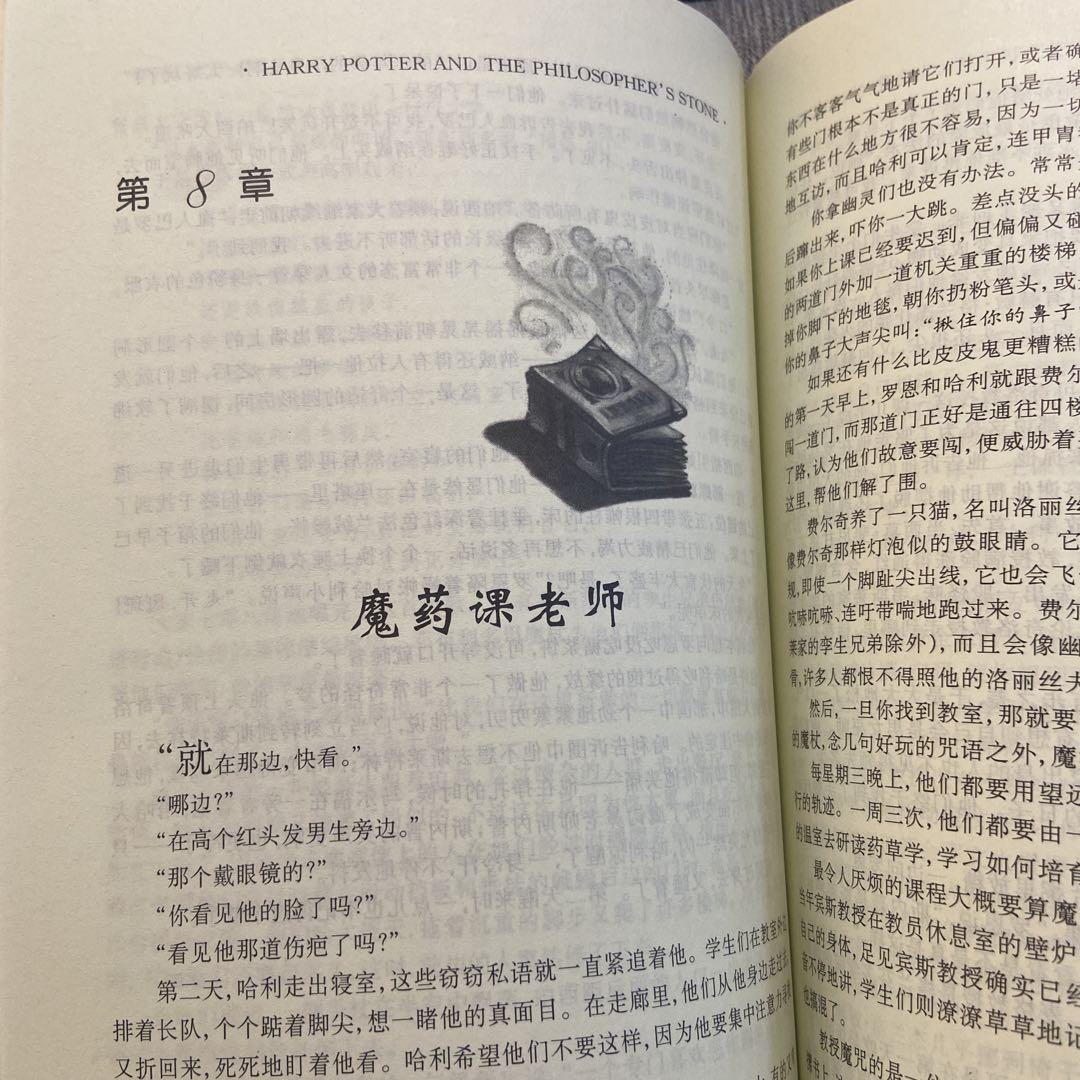 · HARRY POTTER AND THE PHILOSOPHER'S STONE ·
第 8 章
魔药课老师
“就在那边，快看。”
“哪边？”
“在高个红头发男生旁边。”
“那个戴眼镜的？”
“你看见他的脸了吗？”
“看见他那道伤疤了吗？”
第二天，哈利走出寝室，这些窃窃私语就一直紧追着他。学生们在教室外
排着长队，个个踮着脚尖，想一睹他的真面目。在走廊里，他们从他身边走过去，
又折回来，死死地盯着他看。哈利希望他们不要这样，因为他要集中注意力寻找
你不客客气气地请它们打开，或者确
有些门根本不是真正的门，只是一堵
东西在什么地方很不容易，因为一切
地互访，而且哈利可以肯定，连甲胄
你拿幽灵们也没有办法。常常
后蹿出来，吓你一大跳。差点没头的
如果你上课已经要迟到，但偏偏又碰
的两道门外加一道机关重重的楼梯
掉你脚下的地毯，朝你扔粉笔头，或
你的鼻子大声尖叫：“揪住你的鼻子
如果还有什么比皮皮鬼更糟糕的
的第一天早上，罗恩和哈利就跟费尔
闯一道门，而那道门正好是通往四楼
了路，认为他们故意要闯，便威胁着
这里，帮他们解了围。
费尔奇养了一只猫，名叫洛丽丝
像费尔奇那样灯泡似的鼓眼睛。它
规，即使一个脚趾尖出线，它也会飞
吭哧吭哧、连吁带喘地跑过来。费尔
莱家的孪生兄弟除外），而且会像幽
骨，许多人都恨不得照他的洛丽丝夫
然后，一旦你找到教室，那就要
的魔杖，念几句好玩的咒语之外，魔
每星期三晚上，他们都要用望远
行的轨迹。一周三次，他们都要由一
的温室去研读药草学，学习如何培育
最令人厌烦的课程大概要算魔
当年宾斯教授在教员休息室的壁炉
自己的身体，足见宾斯教授确实已经
音不停地讲，学生们则潦潦草草地记
也搞混了。
教授魔咒的是一位